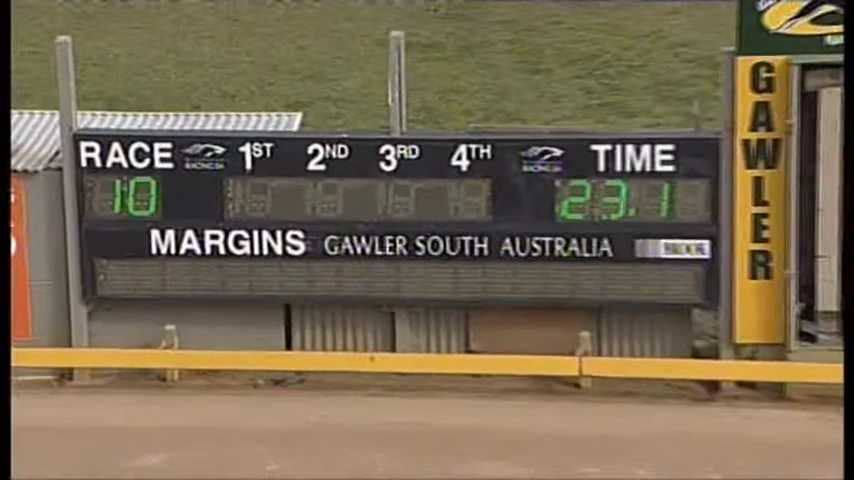 RACE 1ST 2ND 3RD 4TH TIME
10 23.1
MARGINS GAWLER SOUTH AUSTRALIA
GAWLER